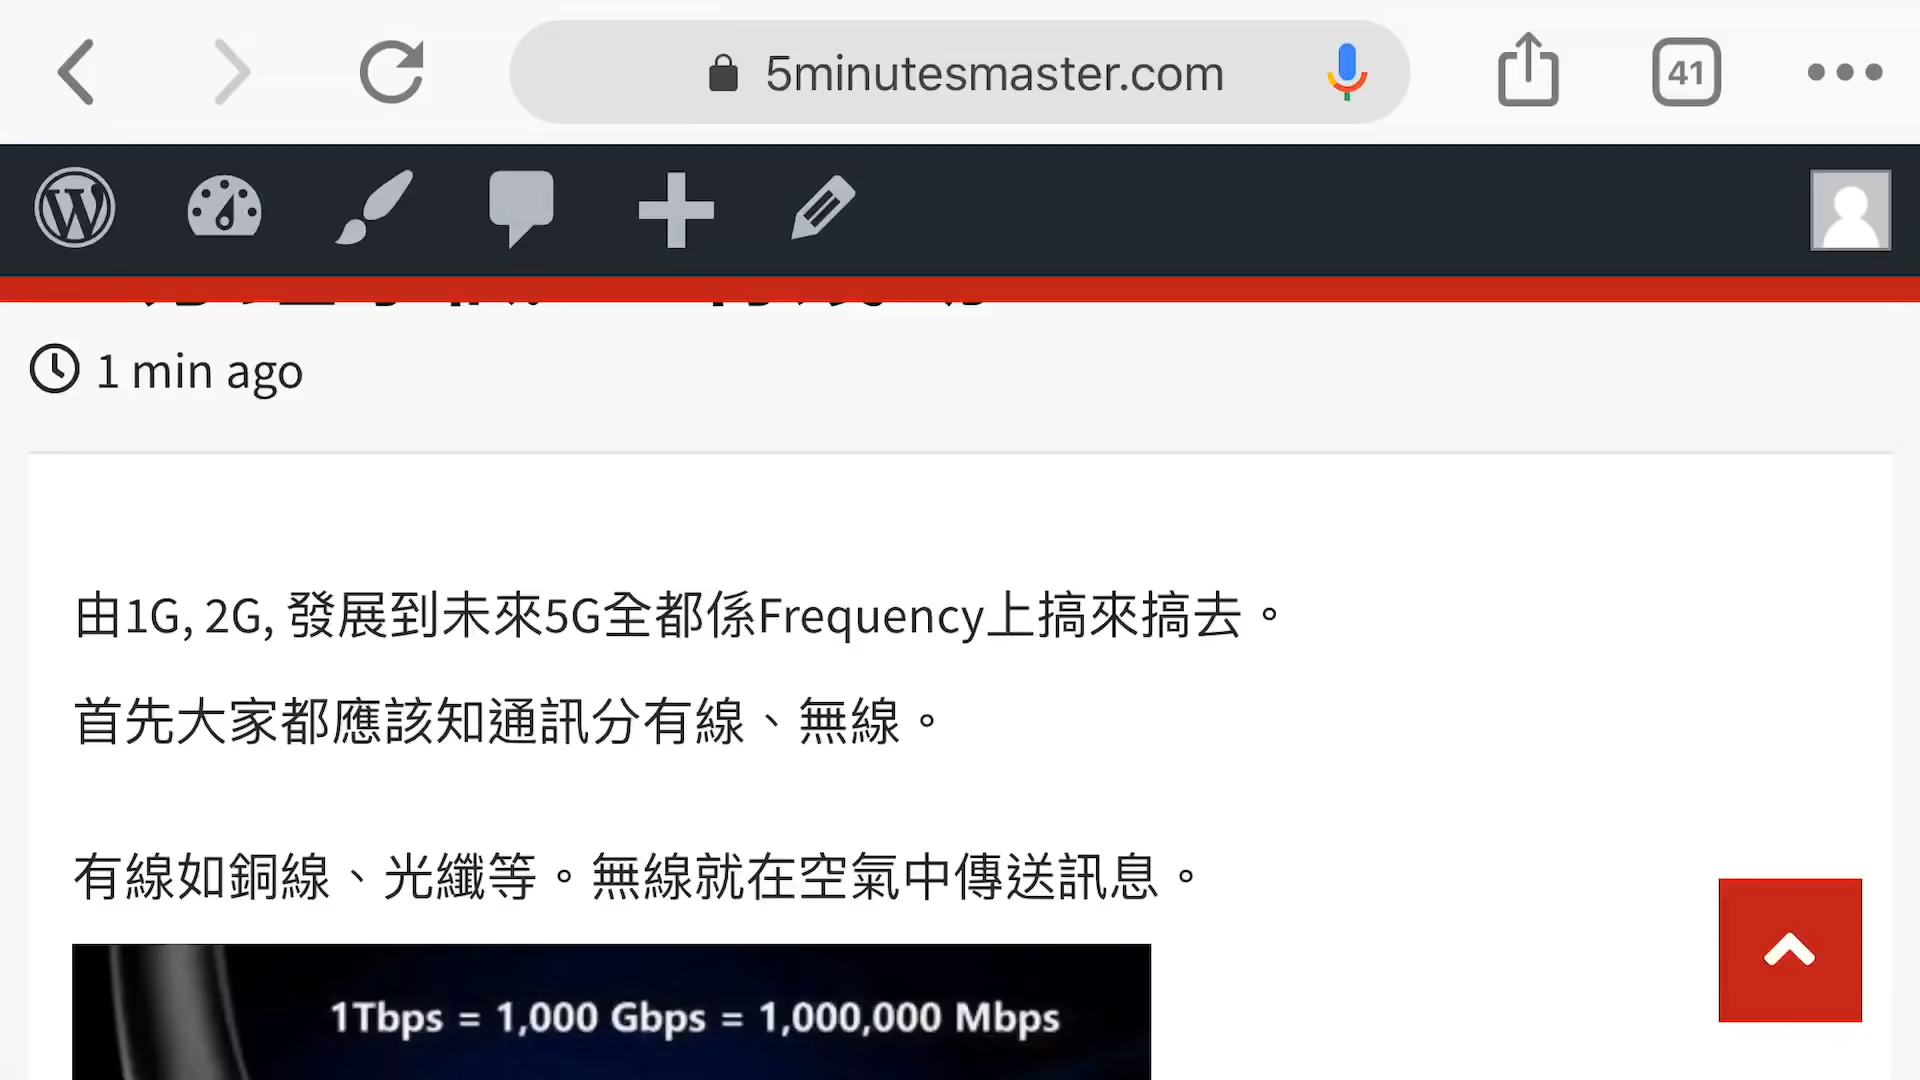 5minutesmaster.com
41
1 min ago
由1G, 2G, 發展到未來5G全都係Frequency上搞來搞去。
首先大家都應該知通訊分有線、無線。
有線如銅線、光纖等。無線就在空氣中傳送訊息。
1Tbps = 1,000 Gbps = 1,000,000 Mbps